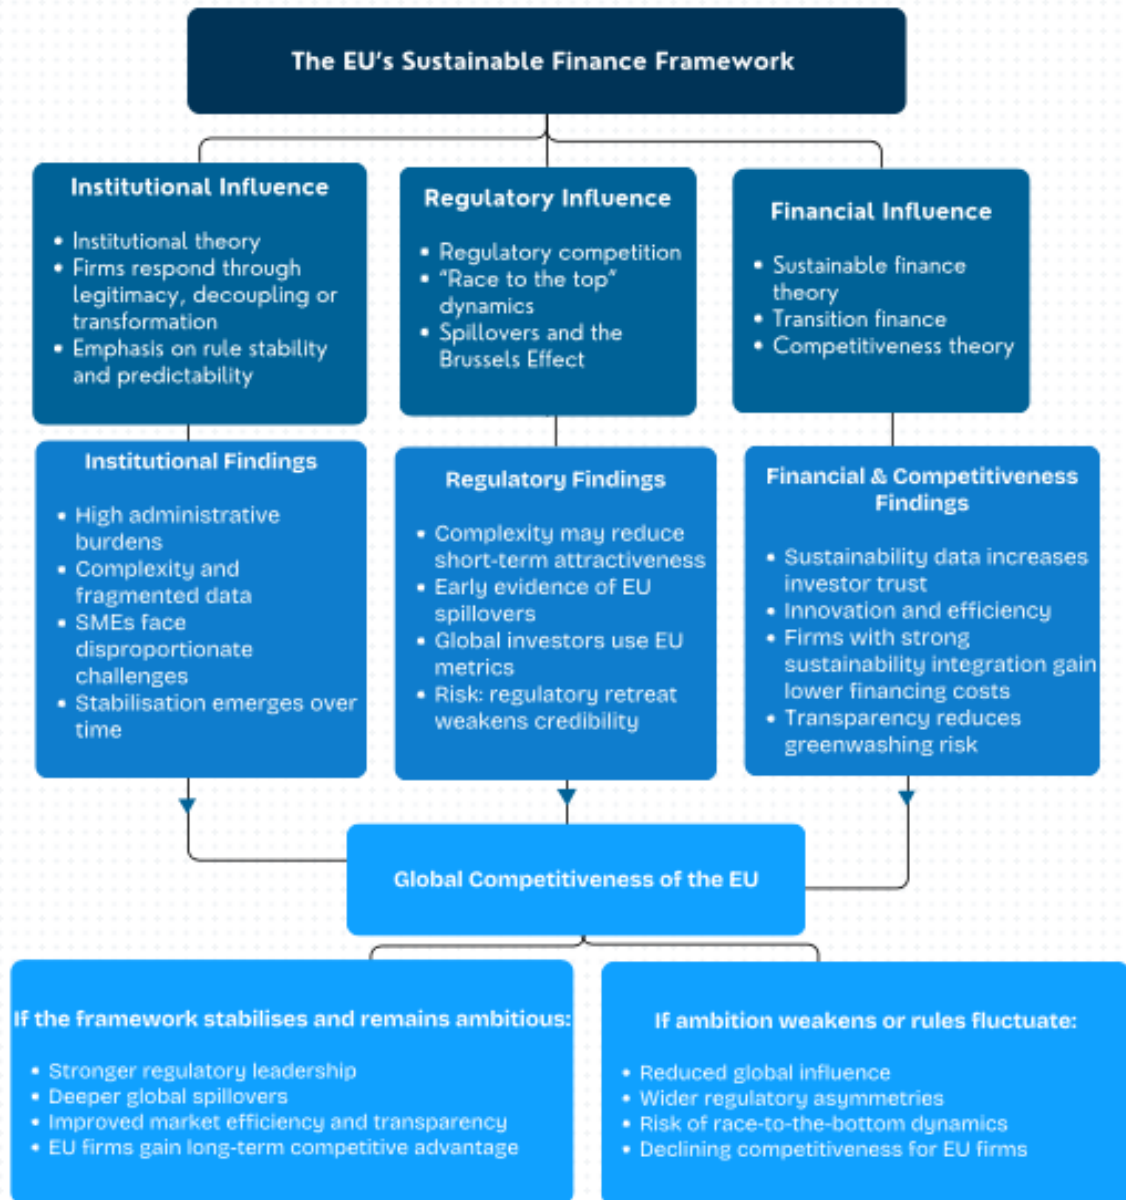 The EU's Sustainable Finance Framework
Institutional Influence
• Institutional theory
• Firms respond through
legitimacy, decoupling or
transformation
• Emphasis on rule stability
and predictability
Regulatory Influence
• Regulatory competition
• "Race to the top"
dynamics
• Spillovers and the
Brussels Effect
Financial Influence
• Sustainable finance
theory
• Transition finance
• Competitiveness theory
Institutional Findings
• High administrative
burdens
• Complexity and
fragmented data
• SMEs face
disproportionate
challenges
• Stabilisation emerges over
time
Regulatory Findings
• Complexity may reduce
short-term attractiveness
• Early evidence of EU
spillovers
• Global investors use EU
metrics
• Risk: regulatory retreat
weakens credibility
Financial & Competitiveness
Findings
• Sustainability data increases
investor trust
• Innovation and efficiency
• Firms with strong
sustainability integration gain
lower financing costs
• Transparency reduces
greenwashing risk
Global Competitiveness of the EU
If the framework stabilises and remains ambitious:
• Stronger regulatory leadership
• Deeper global spillovers
• Improved market efficiency and transparency
• EU firms gain long-term competitive advantage
If ambition weakens or rules fluctuate:
• Reduced global influence
• Wider regulatory asymmetries
• Risk of race-to-the-bottom dynamics
• Declining competitiveness for EU firms